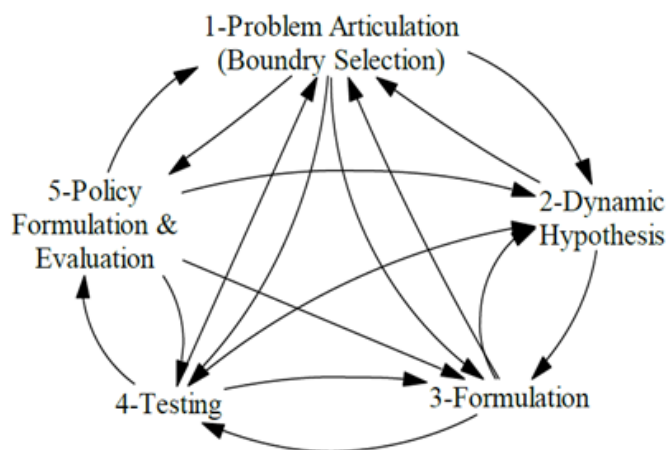 1-Problem Articulation
(Boundry Selection)
5-Policy
Formulation &
Evaluation
2-Dynamic
Hypothesis
4-Testing
3-Formulation